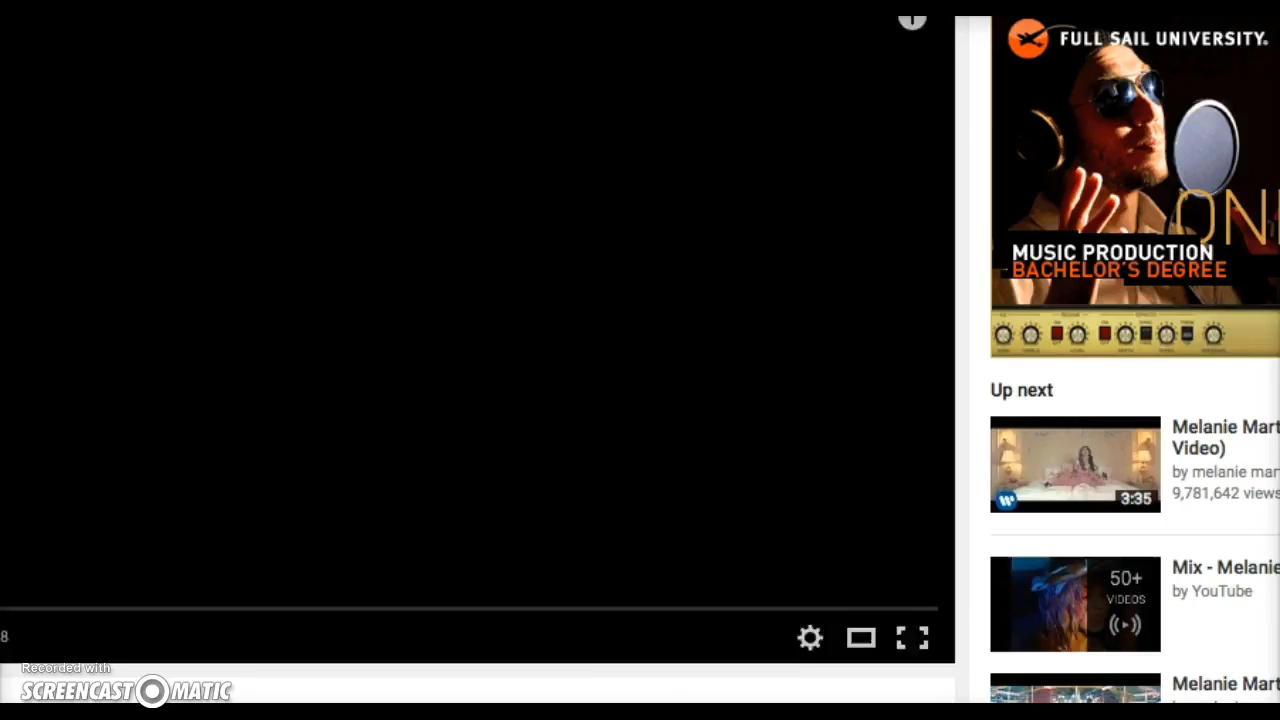 FULL SAIL UNIVERSITY.
ON
MUSIC PRODUCTION
BACHELOR'S DEGREE
Up next
Melanie Mart
Video)
by melanie mar
9,781,642 views
3:35
Mix - Melanie
by YouTube
50+
VIDEOS
Melanie Mart
8
Recorded with
SCREENCAST MATIC